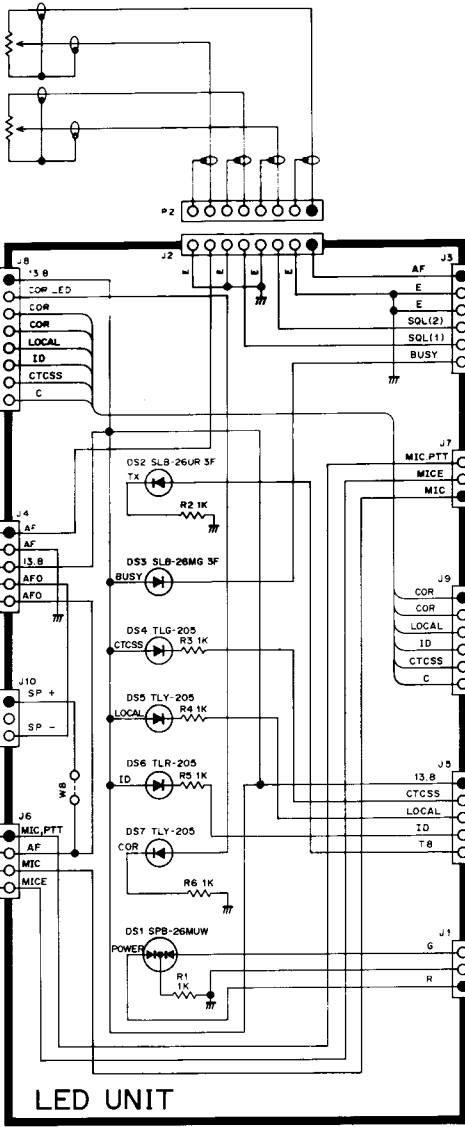 P2
J2
E
E
E
E
J8
13.8
COR LED
COR
COR
LOCAL
ID
CTCSS
C
J3
AF
E
E
SQL(2)
SQL(1)
BUSY
J7
MIC.PTT
MICE
MIC
DS2 SLB-26UR 3F
TX
R2 1K
J4
AF
AF
13.8
AFO
AFO
DS3 SLB-26MG 3F
BUSY
J9
COR
COR
LOCAL
ID
CTCSS
C
DS4 TLG-205
CTCSS
R3 1K
J10
SP +
SP -
DS5 TLY-205
LOCAL
R4 1K
W8
DS6 TLR-205
ID
R5 1K
J5
13.8
CTCSS
LOCAL
ID
T8
J6
MIC,PTT
AF
MIC
MICE
DS7 TLY-205
COR
R6 1K
DS1 SPB-26MUW
POWER
R1
1K
J1
G
R
LED UNIT